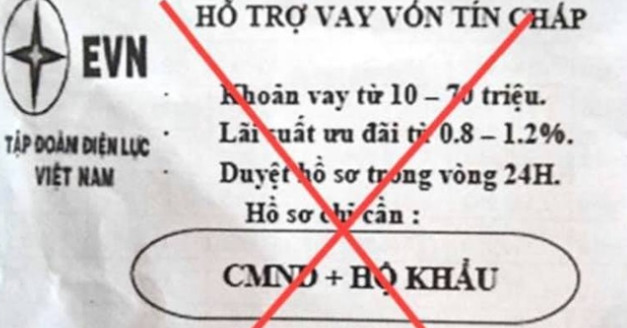 HỖ TRỢ VAY VỐN TÍN CHẤP
EVN
TẬP ĐOÀN ĐIỆN LỰC
VIỆT NAM
Khoản vay từ 10 – 70 triệu.
Lãi suất ưu đãi từ 0.8 – 1.2%.
Duyệt hồ sơ trong vòng 24H.
Hồ sơ chỉ cần :
CMND + HỘ KHẨU